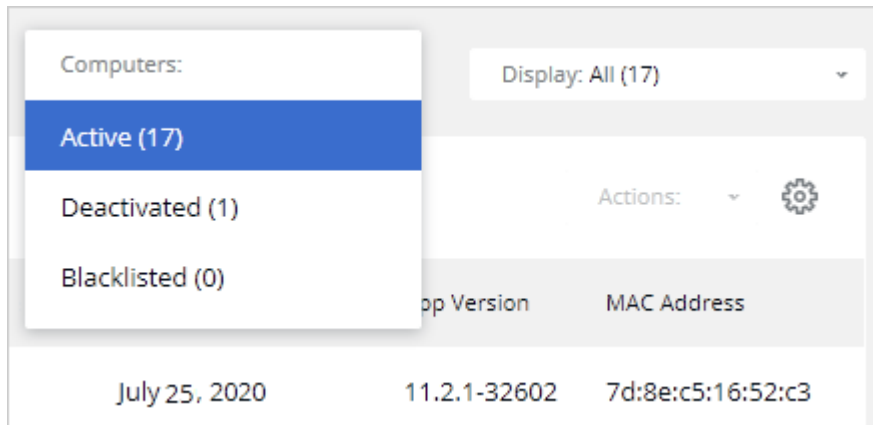 Computers:
Display: All (17)
Active (17)
Deactivated (1)
Actions:
Blacklisted (0)
Version
MAC Address
July 25, 2020
11.2.1-32602
7d:8e:c5:16:52:c3